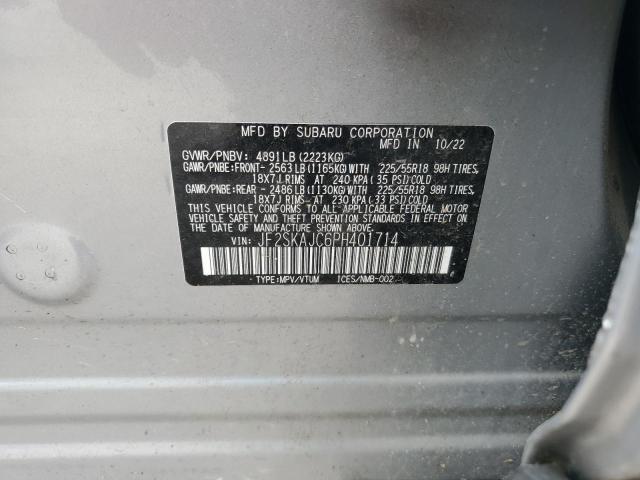 MFD BY SUBARU CORPORATION
MFD IN 10/22
GVWR/PNBV: 4891LB (2223KG)
GAWR/PNBE:FRONT- 2563LB(1165KG)WITH 225/55R18 98H TIRES,
18X7J RIMS AT 240 KPA (35 PSI)COLD
GAWR/PNBE:REAR - 2486LB(1130KG)WITH 225/55R18 98H TIRES,
18X7J RIMS AT 230 KPA (33 PSI)COLD
THIS VEHICLE CONFORMS TO ALL APPLICABLE FEDERAL MOTOR
VEHICLE SAFETY AND THEFT PREVENTION STANDARDS IN EFFECT ON
THE DATE OF MANUFACTURE SHOWN ABOVE.
VIN: JF2SKAJC6PH401714
TYPE:MPV/VTUM ICES/NMB-002